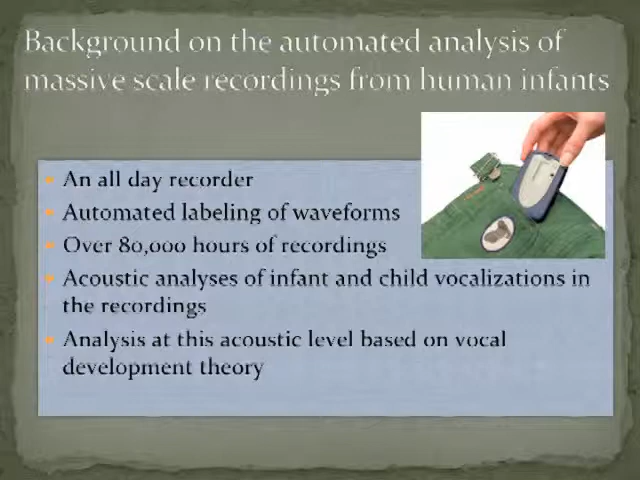 Background on the automated analysis of
massive scale recordings from human infants
An all day recorder
Automated labeling of waveforms
Over 80,000 hours of recordings
Acoustic analyses of infant and child vocalizations in
the recordings
Analysis at this acoustic level based on vocal
development theory